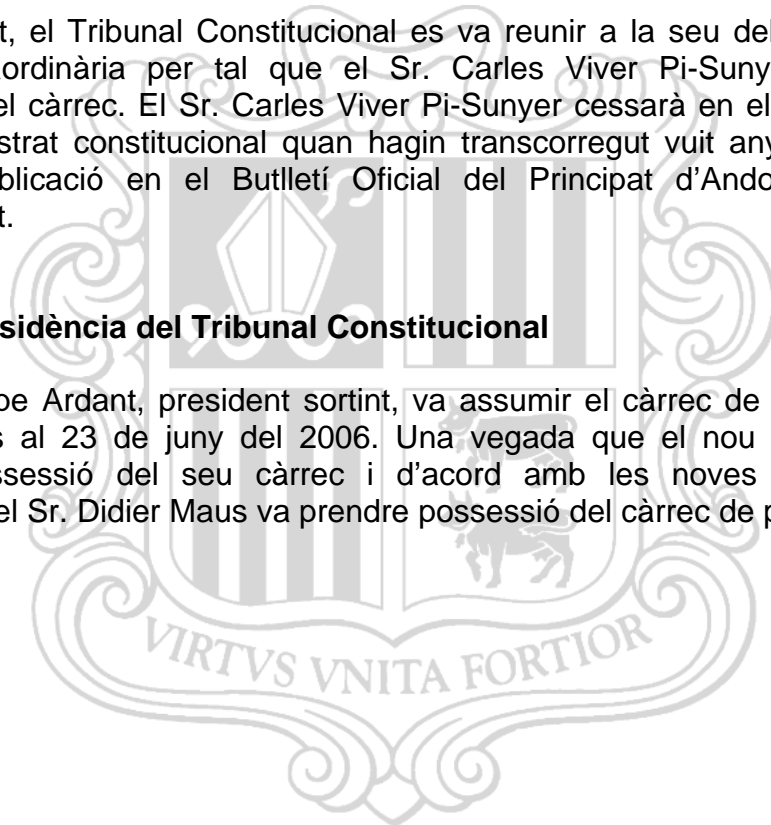 t, el Tribunal Constitucional es va reunir a la seu del
ordinària per tal que el Sr. Carles Viver Pi-Suny
el càrrec. El Sr. Carles Viver Pi-Sunyer cessarà en el
strat constitucional quan hagin transcorregut vuit any
blicació en el Butlletí Oficial del Principat d'Ando
t.
sidència del Tribunal Constitucional
oe Ardant, president sortint, va assumir el càrrec de
s al 23 de juny del 2006. Una vegada que el nou
ssessió del seu càrrec i d'acord amb les noves
el Sr. Didier Maus va prendre possessió del càrrec de p
VIRTVS VNITA FORTIOR